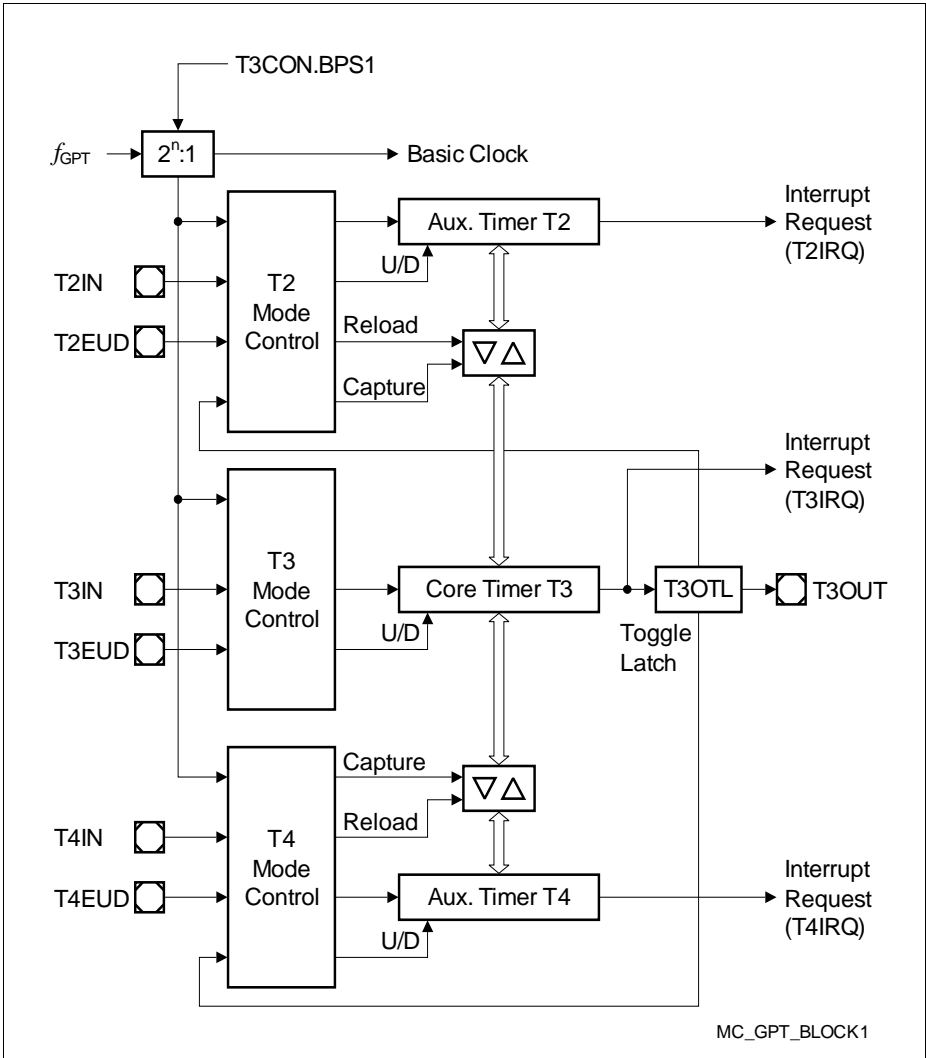 T3CON.BPS1
fGPT
2n:1
Basic Clock
Interrupt
Request
(T2IRQ)
Aux. Timer T2
U/D
T2IN
T2
Mode
Control
T2EUD
Reload
Capture
Interrupt
Request
(T3IRQ)
T3
Mode
Control
T3IN
Core Timer T3
T3OTL
T3OUT
U/D
T3EUD
Toggle
Latch
Capture
Reload
T4IN
T4
Mode
Control
T4EUD
Aux. Timer T4
U/D
Interrupt
Request
(T4IRQ)
MC_GPT_BLOCK1